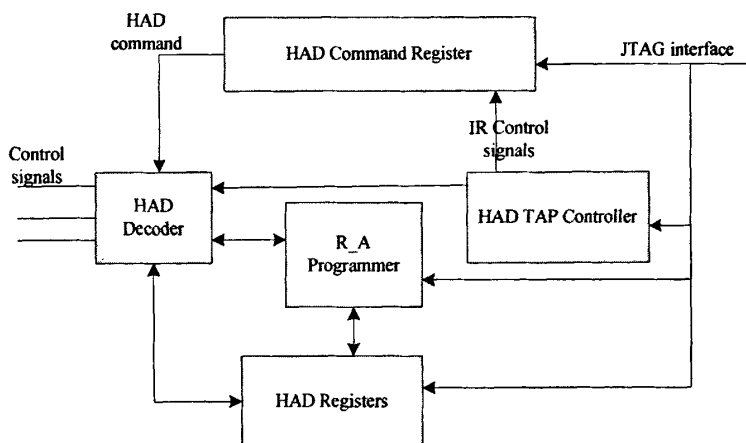 HAD
command
HAD Command Register
JTAG interface
IR Control
signals
Control
signals
HAD
Decoder
HAD TAP Controller
R_A
Programmer
HAD Registers